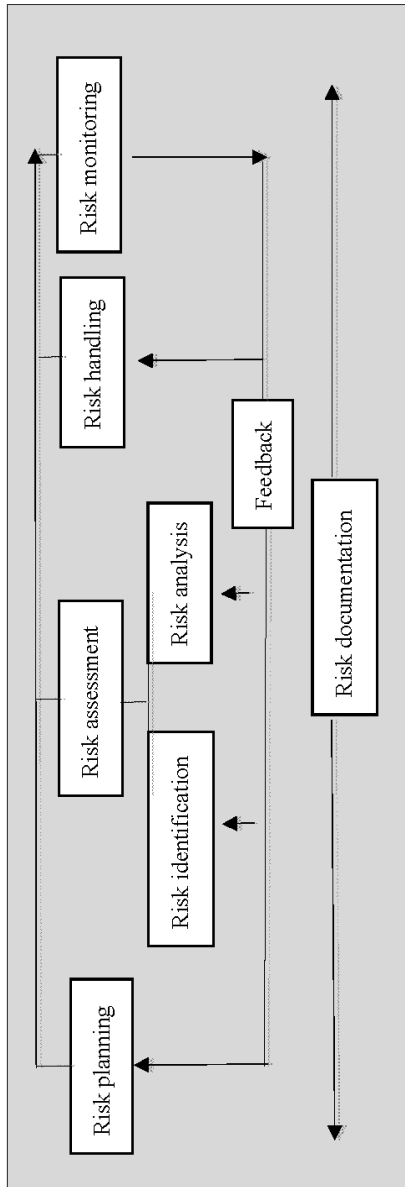 Risk planning
Risk assessment
Risk handling
Risk monitoring
Risk identification
Risk analysis
Feedback
Risk documentation